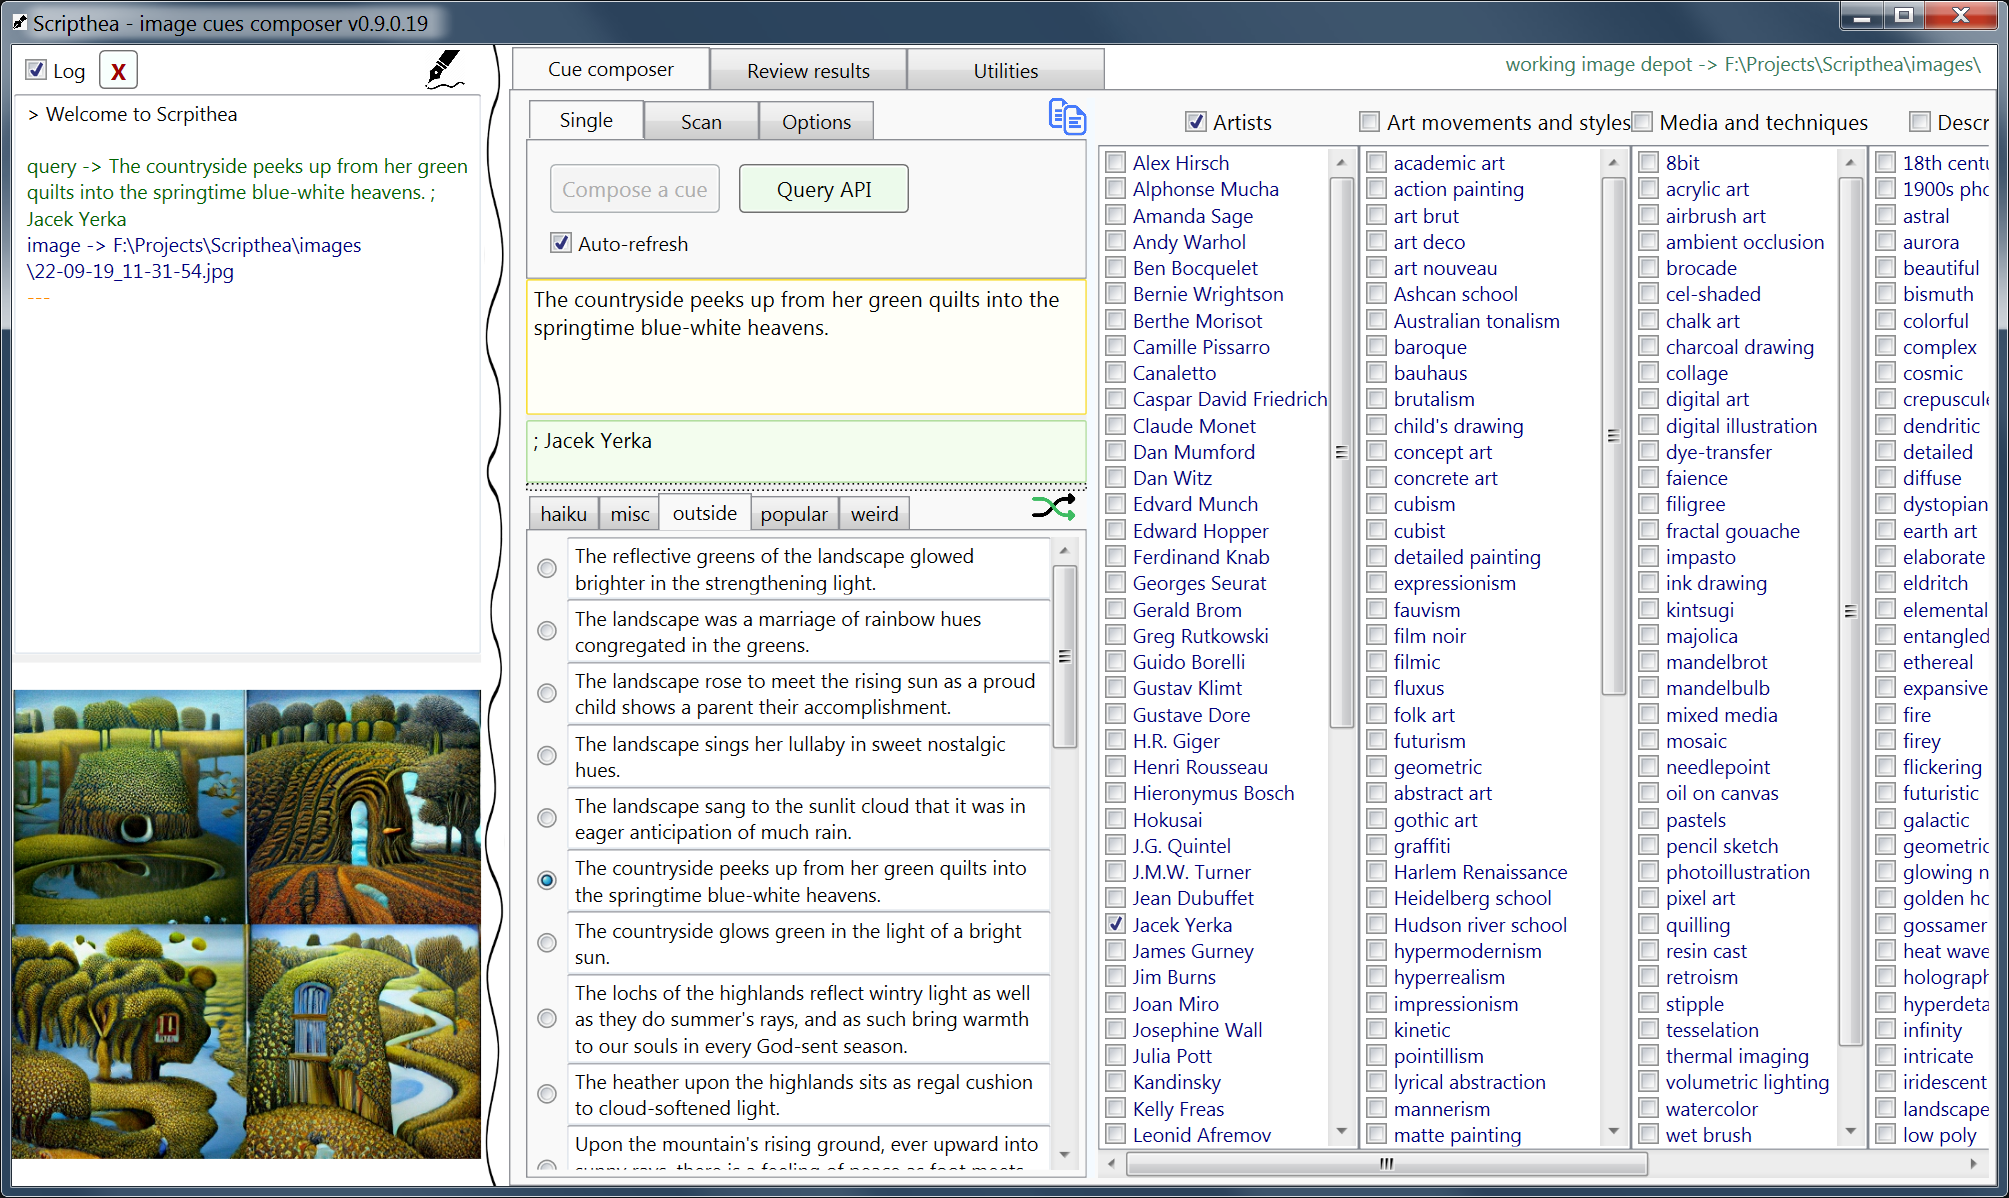 Scripthea - image cues composer v0.9.0.19
Log
X
> Welcome to Scrpithea
query -> The countryside peeks up from her green
quilts into the springtime blue-white heavens. ;
Jacek Yerka
image -> F:\Projects\Scripthea\images
\22-09-19_11-31-54.jpg
---
Cue composer
Review results
Utilities
working image depot -> F:\Projects\Scripthea\images\
Single
Scan
Options
Compose a cue
Query API
Auto-refresh
The countryside peeks up from her green quilts into the
springtime blue-white heavens.
; Jacek Yerka
haiku
misc
outside
popular
weird
The reflective greens of the landscape glowed
brighter in the strengthening light.
The landscape was a marriage of rainbow hues
congregated in the greens.
The landscape rose to meet the rising sun as a proud
child shows a parent their accomplishment.
The landscape sings her lullaby in sweet nostalgic
hues.
The landscape sang to the sunlit cloud that it was in
eager anticipation of much rain.
The countryside peeks up from her green quilts into
the springtime blue-white heavens.
The countryside glows green in the light of a bright
sun.
The lochs of the highlands reflect wintry light as well
as they do summer's rays, and as such bring warmth
to our souls in every God-sent season.
The heather upon the highlands sits as regal cushion
to cloud-softened light.
Upon the mountain's rising ground, ever upward into
Artists
Alex Hirsch
Alphonse Mucha
Amanda Sage
Andy Warhol
Ben Bocquelet
Bernie Wrightson
Berthe Morisot
Camille Pissarro
Canaletto
Caspar David Friedrich
Claude Monet
Dan Mumford
Dan Witz
Edvard Munch
Edward Hopper
Ferdinand Knab
Georges Seurat
Gerald Brom
Greg Rutkowski
Guido Borelli
Gustav Klimt
Gustave Dore
H.R. Giger
Henri Rousseau
Hieronymus Bosch
Hokusai
J.G. Quintel
J.M.W. Turner
Jean Dubuffet
Jacek Yerka
James Gurney
Jim Burns
Joan Miro
Josephine Wall
Julia Pott
Kandinsky
Kelly Freas
Leonid Afremov
Art movements and styles
academic art
action painting
art brut
art deco
art nouveau
Ashcan school
Australian tonalism
baroque
bauhaus
brutalism
child's drawing
concept art
concrete art
cubism
cubist
detailed painting
expressionism
fauvism
film noir
filmic
fluxus
folk art
futurism
geometric
abstract art
gothic art
graffiti
Harlem Renaissance
Heidelberg school
Hudson river school
hypermodernism
hyperrealism
impressionism
kinetic
pointillism
lyrical abstraction
mannerism
matte painting
Media and techniques
8bit
acrylic art
airbrush art
ambient occlusion
brocade
cel-shaded
chalk art
charcoal drawing
collage
digital art
digital illustration
dye-transfer
faience
filigree
fractal gouache
impasto
ink drawing
kintsugi
majolica
mandelbrot
mandelbulb
mixed media
mosaic
needlepoint
oil on canvas
pastels
pencil sketch
photoillustration
pixel art
quilling
resin cast
retroism
stipple
tesselation
thermal imaging
volumetric lighting
watercolor
wet brush
Descr
18th centu
1900s pho
astral
aurora
beautiful
bismuth
colorful
complex
cosmic
crepuscula
dendritic
detailed
diffuse
dystopian
earth art
elaborate
eldritch
elemental
entangled
ethereal
expansive
fire
firey
flickering
futuristic
galactic
geometric
glowing n
golden ho
gossamer
heat wave
holograph
hyperdeta
infinity
intricate
iridescent
landscape
low poly